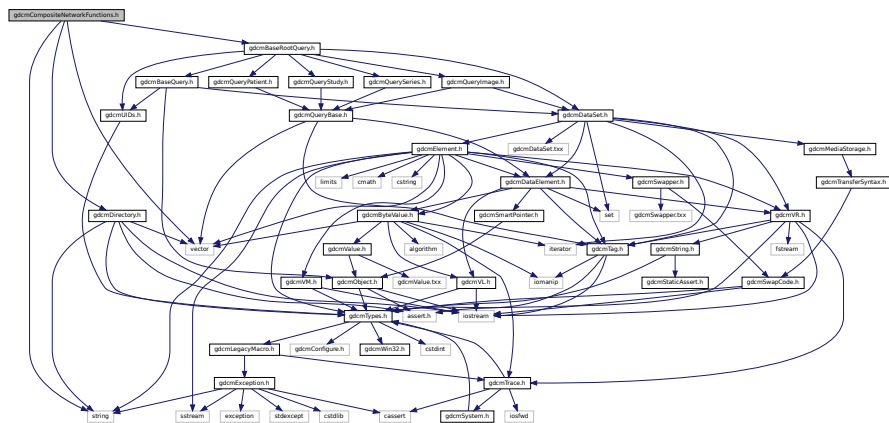 gdcmCompositeNetworkFunctions.h
gdcmBaseRootQuery.h
gdcmBaseQuery.h
gdcmQueryPatient.h
gdcmQueryStudy.h
gdcmQuerySeries.h
gdcmQueryImage.h
gdcmUIDs.h
gdcmQueryBase.h
gdcmDataSet.h
gdcmElement.h
gdcmDataSet.txx
gdcmMediaStorage.h
limits
cmath
cstring
gdcmDataElement.h
gdcmSwapper.h
gdcmTransferSyntax.h
gdcmDirectory.h
gdcmByteValue.h
gdcmSmartPointer.h
set
gdcmSwapper.txx
gdcmVR.h
vector
gdcmValue.h
algorithm
iterator
gdcmTag.h
gdcmString.h
fstream
gdcmVM.h
gdcmObject.h
gdcmValue.txx
gdcmVL.h
iomanip
gdcmStaticAssert.h
gdcmSwapCode.h
gdcmTypes.h
assert.h
iostream
gdcmLegacyMacro.h
gdcmConfigure.h
gdcmWin32.h
cstdint
gdcmException.h
gdcmTrace.h
string
sstream
exception
stdexcept
cstdlib
cassert
gdcmSystem.h
iosfwd